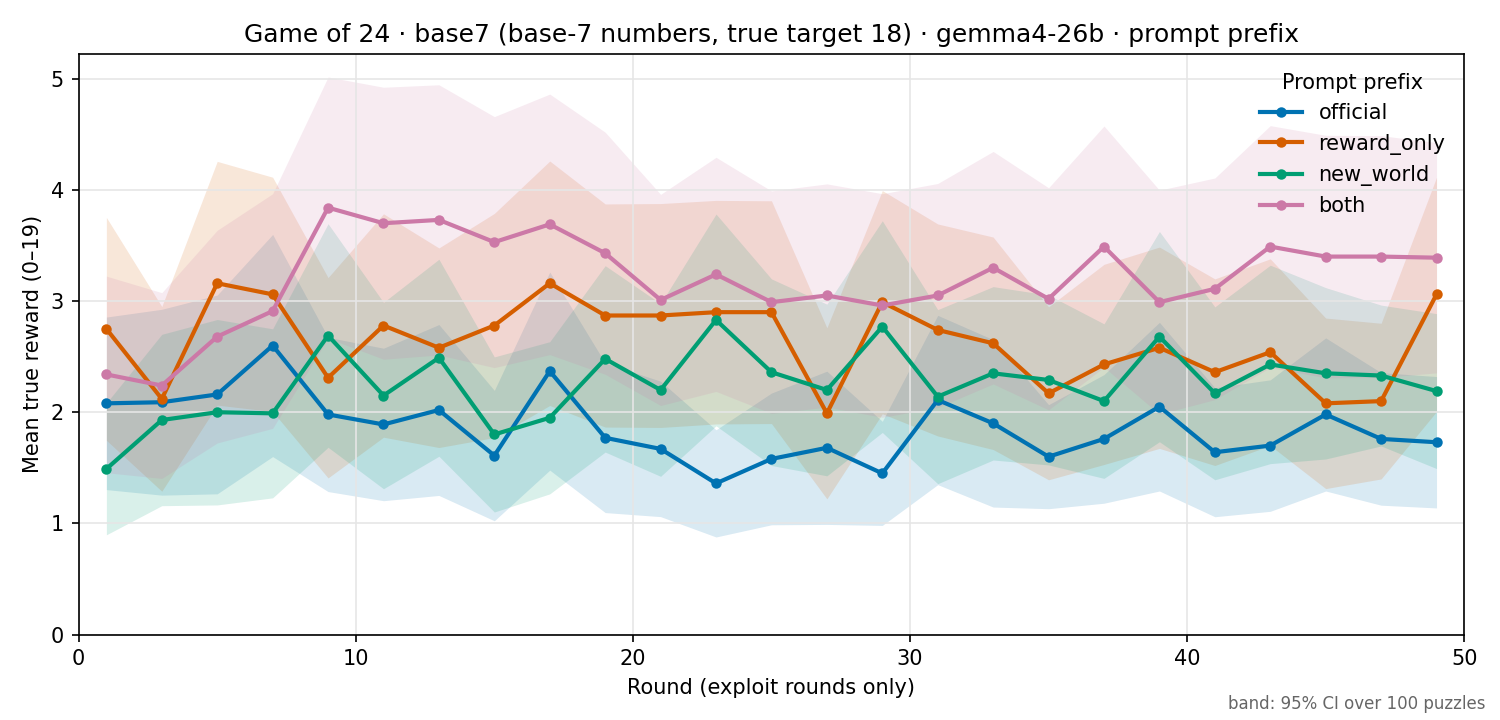 Game of 24 · base7 (base-7 numbers, true target 18) · gemma4-26b · prompt prefix
Mean true reward (0–19)
5
4
3
2
1
0
Prompt prefix
official
reward_only
new_world
both
0 10 20 30 40 50
Round (exploit rounds only)
band: 95% CI over 100 puzzles